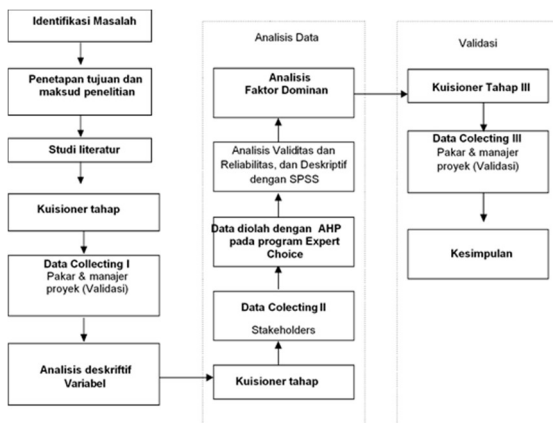 Identifikasi Masalah
Penetapan tujuan dan
maksud penelitian
Studi literatur
Kuisioner tahap
Data Collecting I
Pakar & manajer
proyek (Validasi)
Analisis deskriftif
Variabel
Analisis Data
Analisis
Faktor Dominan
Analisis Validitas dan
Reliabilitas, dan Deskriptif
dengan SPSS
Data diolah dengan AHP
pada program Expert
Choice
Data Colecting II
Stakeholders
Kuisioner tahap
Validasi
Kuisioner Tahap III
Data Colecting III
Pakar & manajer
proyek (Validasi)
Kesimpulan